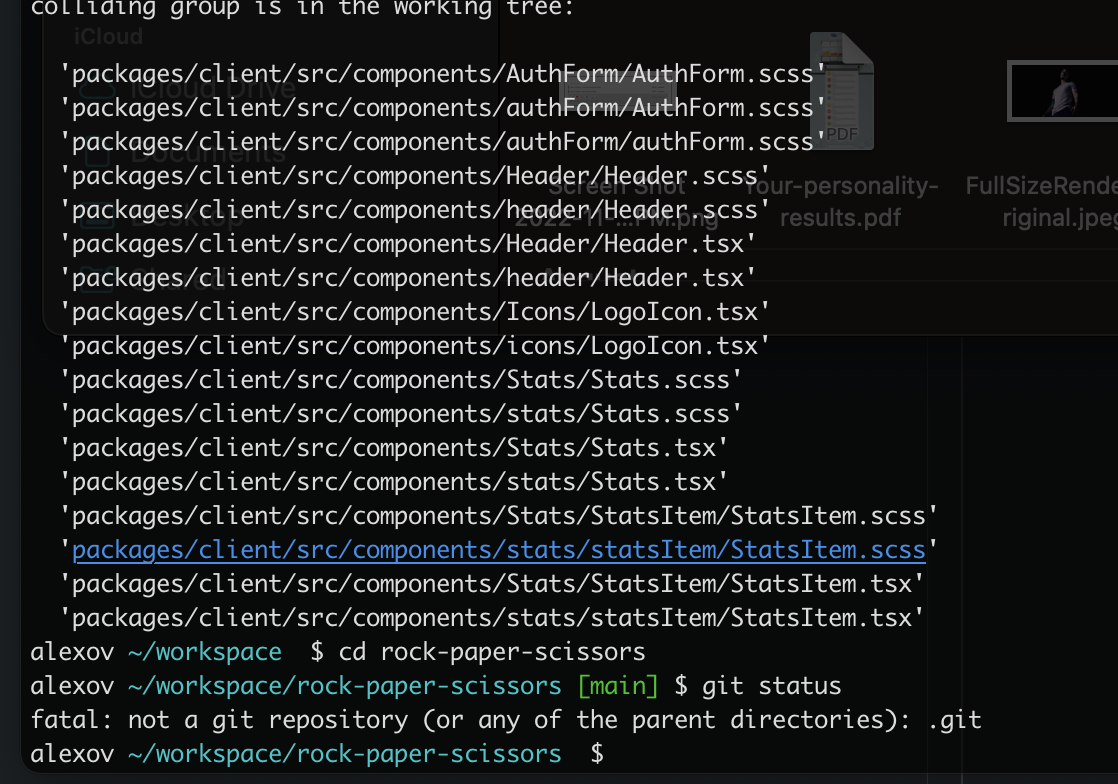 colliding group is in the working tree:
iCloud
'packages/client/src/components/AuthForm/AuthForm.scss'
'packages/client/src/components/authForm/AuthForm.scss'
'packages/client/src/components/authForm/authForm.scss'
'packages/client/src/components/Header/Header.scss'
'packages/client/src/components/header/Header.scss'
'packages/client/src/components/Header/Header.tsx'
'packages/client/src/components/header/Header.tsx'
'packages/client/src/components/Icons/LogoIcon.tsx'
'packages/client/src/components/icons/LogoIcon.tsx'
'packages/client/src/components/Stats/Stats.scss'
'packages/client/src/components/stats/Stats.scss'
'packages/client/src/components/Stats/Stats.tsx'
'packages/client/src/components/stats/Stats.tsx'
'packages/client/src/components/Stats/StatsItem/StatsItem.scss'
'packages/client/src/components/stats/statsItem/StatsItem.scss'
'packages/client/src/components/Stats/StatsItem/StatsItem.tsx'
'packages/client/src/components/stats/statsItem/StatsItem.tsx'
alexov ~/workspace $ cd rock-paper-scissors
alexov ~/workspace/rock-paper-scissors [main] $ git status
fatal: not a git repository (or any of the parent directories): .git
alexov ~/workspace/rock-paper-scissors $
iCloud Drive
Documents
Desktop
Shared
PDF
Screen Shot
2022-11-...PM.png
Your-personality-
results.pdf
FullSizeRende
riginal.jpeg